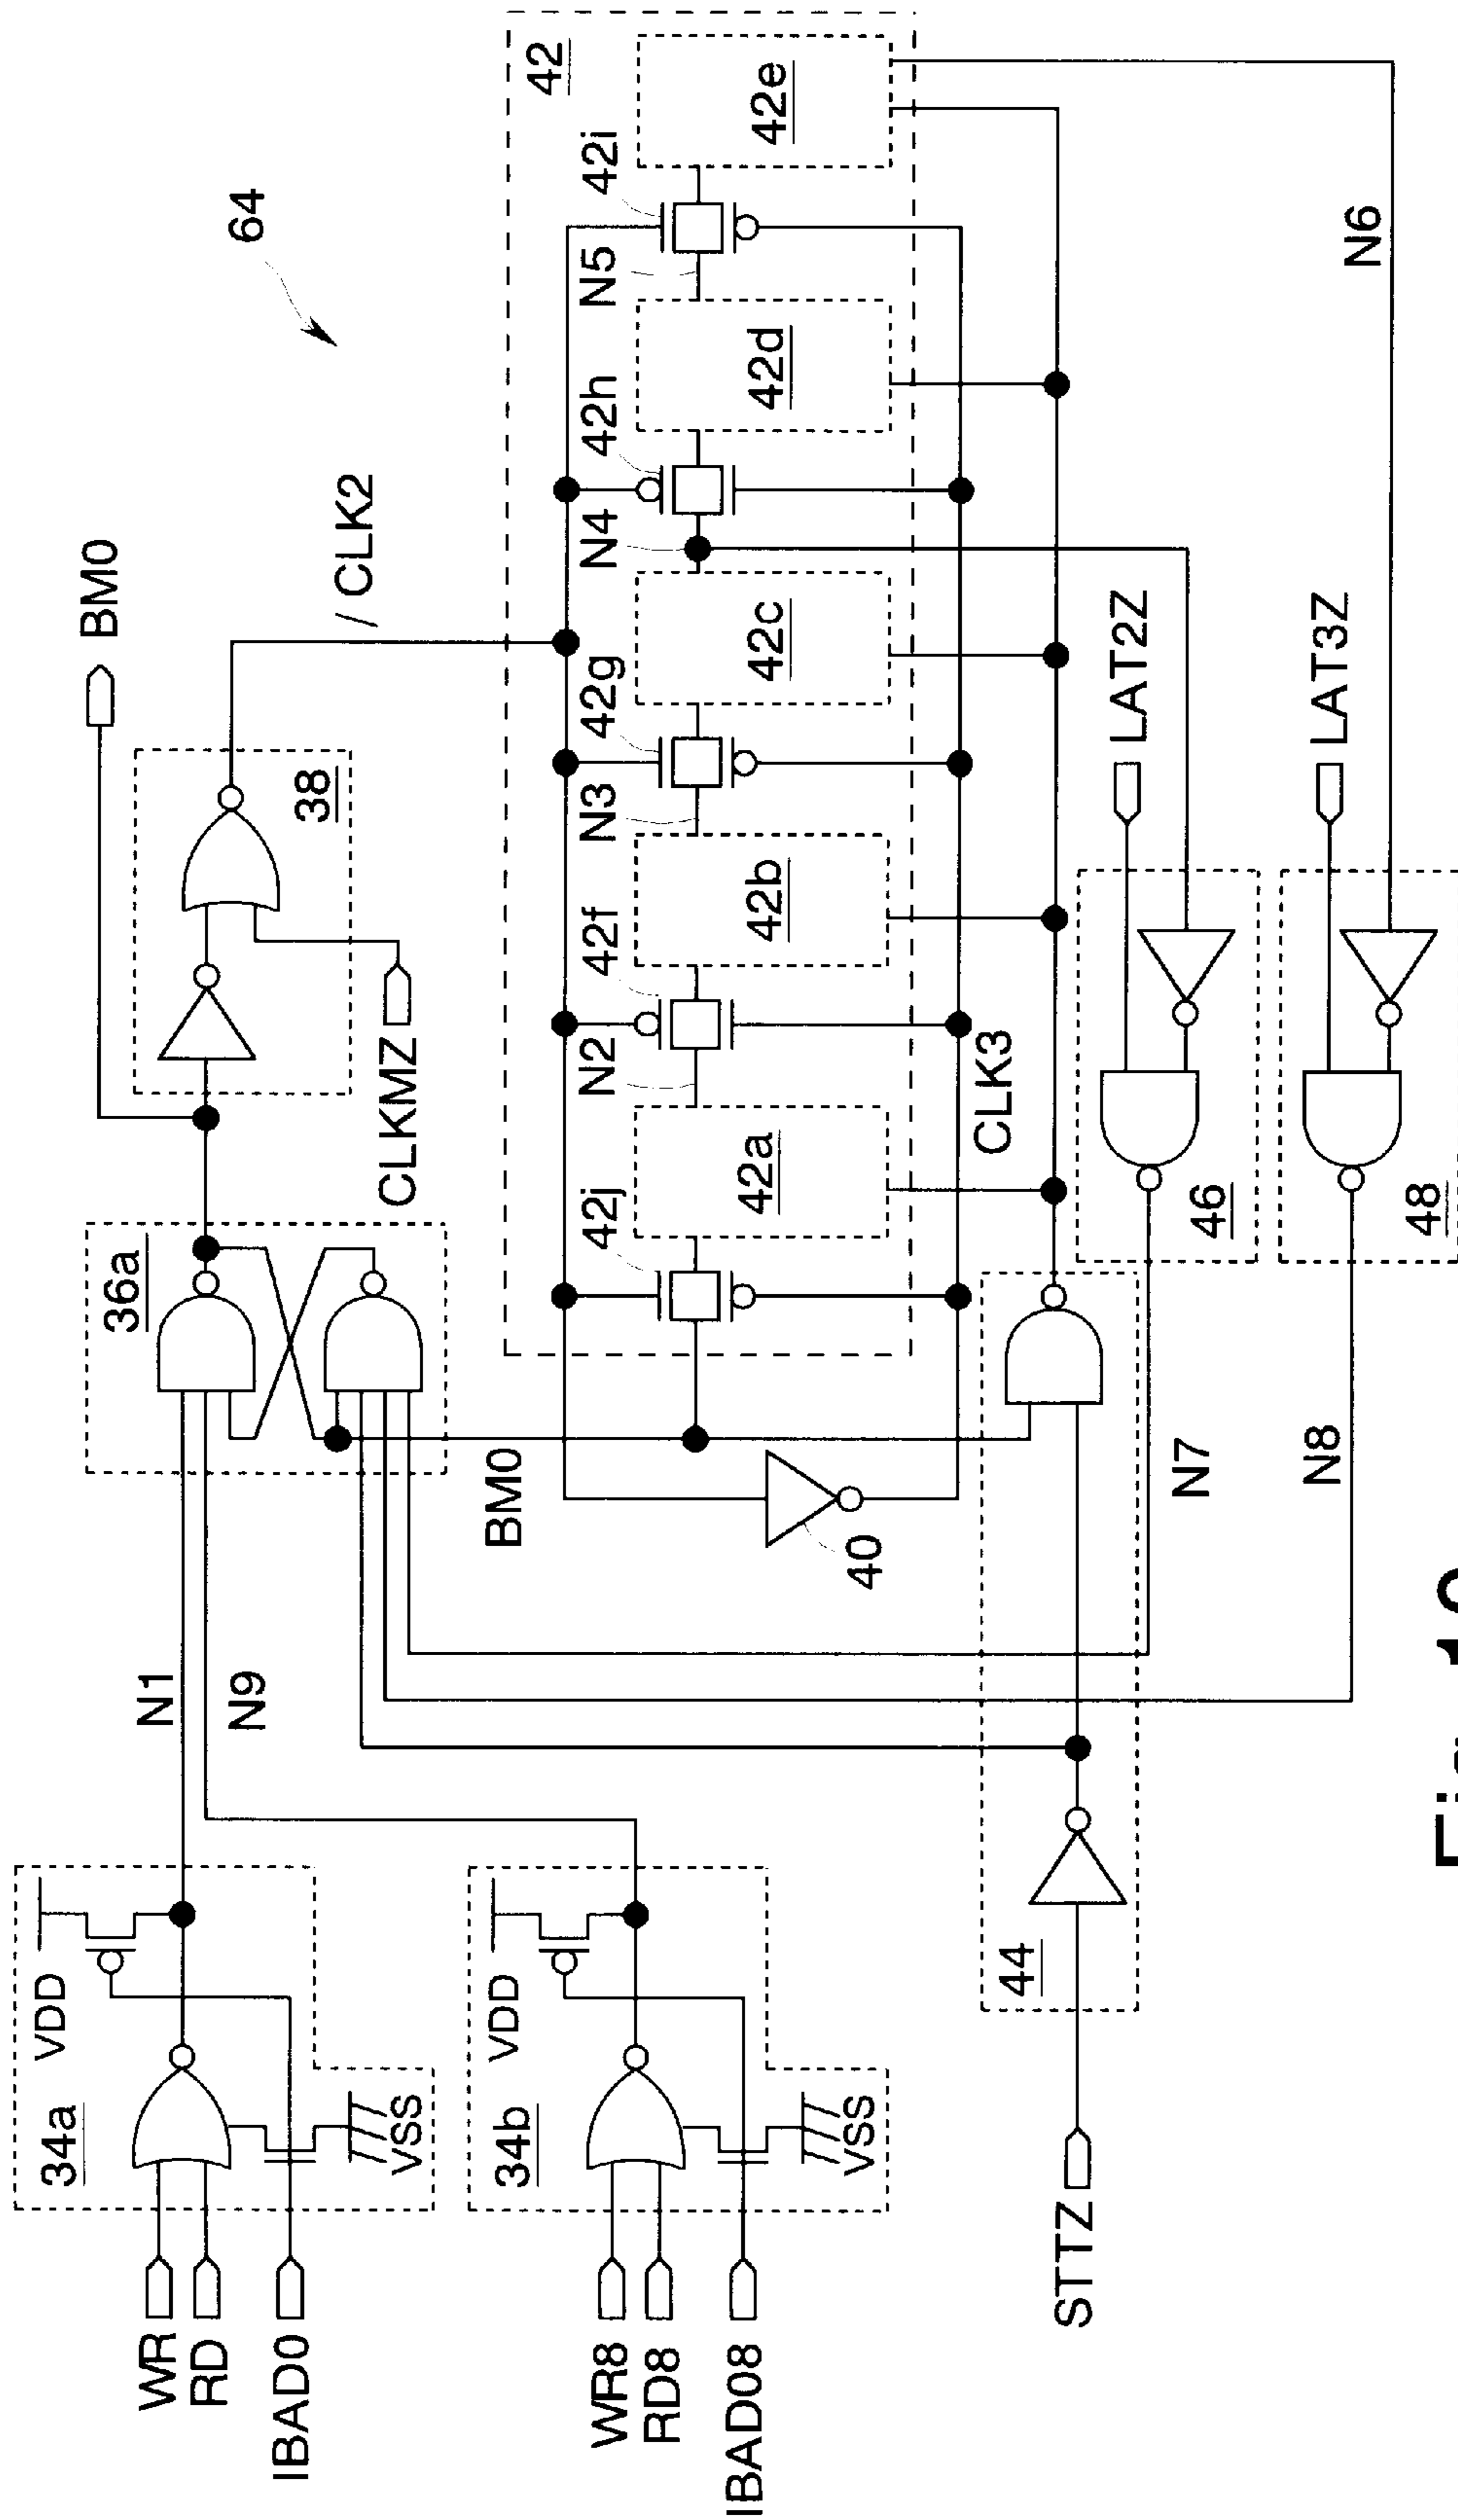 64
WR
RD
IBAD0
34a
VDD
VSS
N1
N9
36a
BM0
38
CLKMZ
/ CLK2
WR8
RD8
IBAD08
34b
VDD
VSS
BM0
40
42
42j
42a
N2
42f
42b
N3
42g
42c
N4
42h
42d
N5
42i
42e
CLK3
STTZ
44
N7
46
LAT2Z
N8
48
LAT3Z
N6